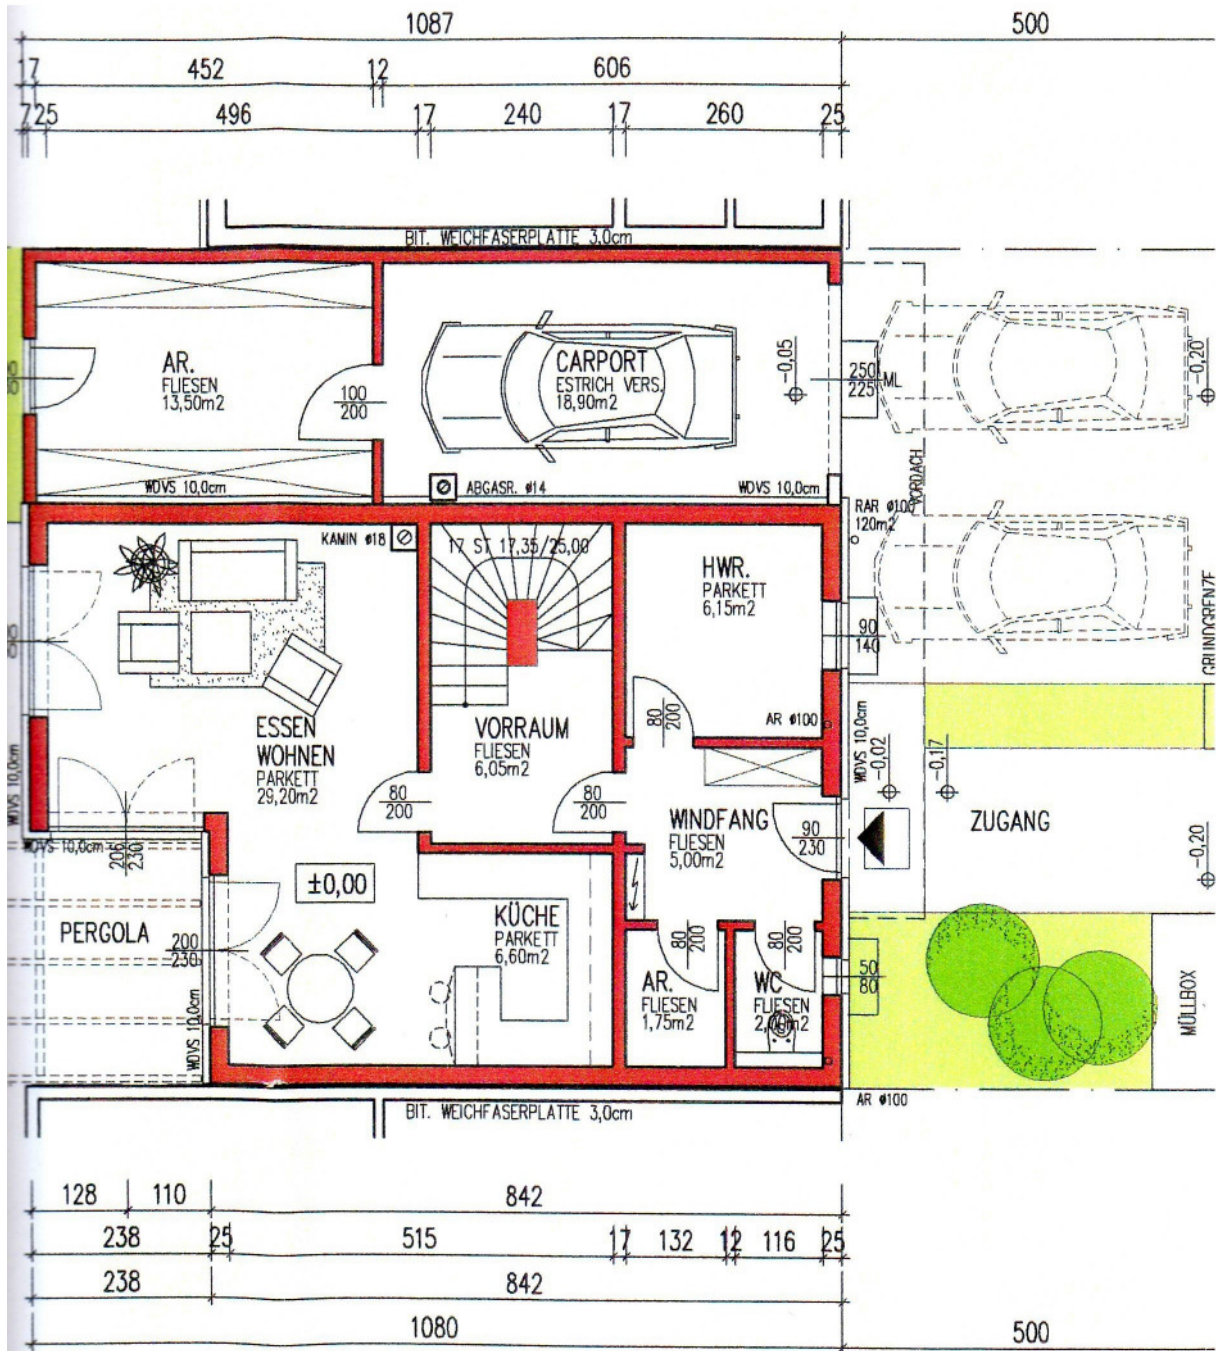 1087 500
17 452 12 606
7 25 496 17 240 17 260 25
BIT. WEICHFASERPLATTE 3.0cm
AR.
FLIESEN
13,50m2
100
200
CARPORT
ESTRICH VERS.
18,90m2
-0,05
250
225
ML
-0,20
WDVS 10,0cm
ABGASR. ø14
WDVS 10,0cm
VORDACH
RAR ø100
120m2
KAMIN ø18
17 ST 17,35/25,00
HWR.
PARKETT
6,15m2
90
140
GRUNDGRENZE
ESSEN
WOHNEN
PARKETT
29,20m2
VORRAUM
FLIESEN
6,05m2
80
200
AR ø100
WDVS 10,0cm
-0,02
-0,17
WDVS 10,0cm
80
200
80
200
WINDFANG
FLIESEN
5,00m2
90
230
ZUGANG
-0,20
WDVS 10,0cm
206
230
±0,00
PERGOLA
200
230
KÜCHE
PARKETT
6,60m2
80
200
80
200
AR.
FLIESEN
1,75m2
WC
FLIESEN
2,00m2
50
80
MÜLLBOX
WDVS 10,0cm
BIT. WEICHFASERPLATTE 3,0cm
AR ø100
128 110 842
238 25 515 17 132 12 116 25
238 842
1080 500